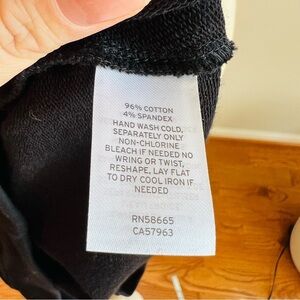 96% COTTON
4% SPANDEX
HAND WASH COLD,
SEPARATELY ONLY
NON-CHLORINE
BLEACH IF NEEDED NO
WRING OR TWIST,
RESHAPE, LAY FLAT
TO DRY COOL IRON IF
NEEDED
RN58665
CA57963